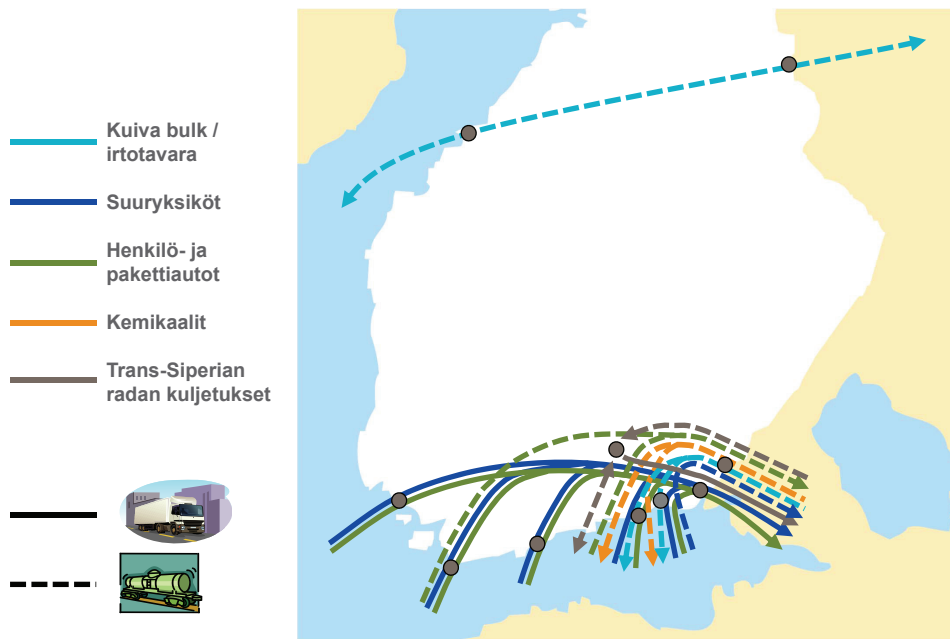 Kuiva bulk /
irtotavara
Suuryksiköt
Henkilö- ja
pakettiautot
Kemikaalit
Trans-Siperian
radan kuljetukset